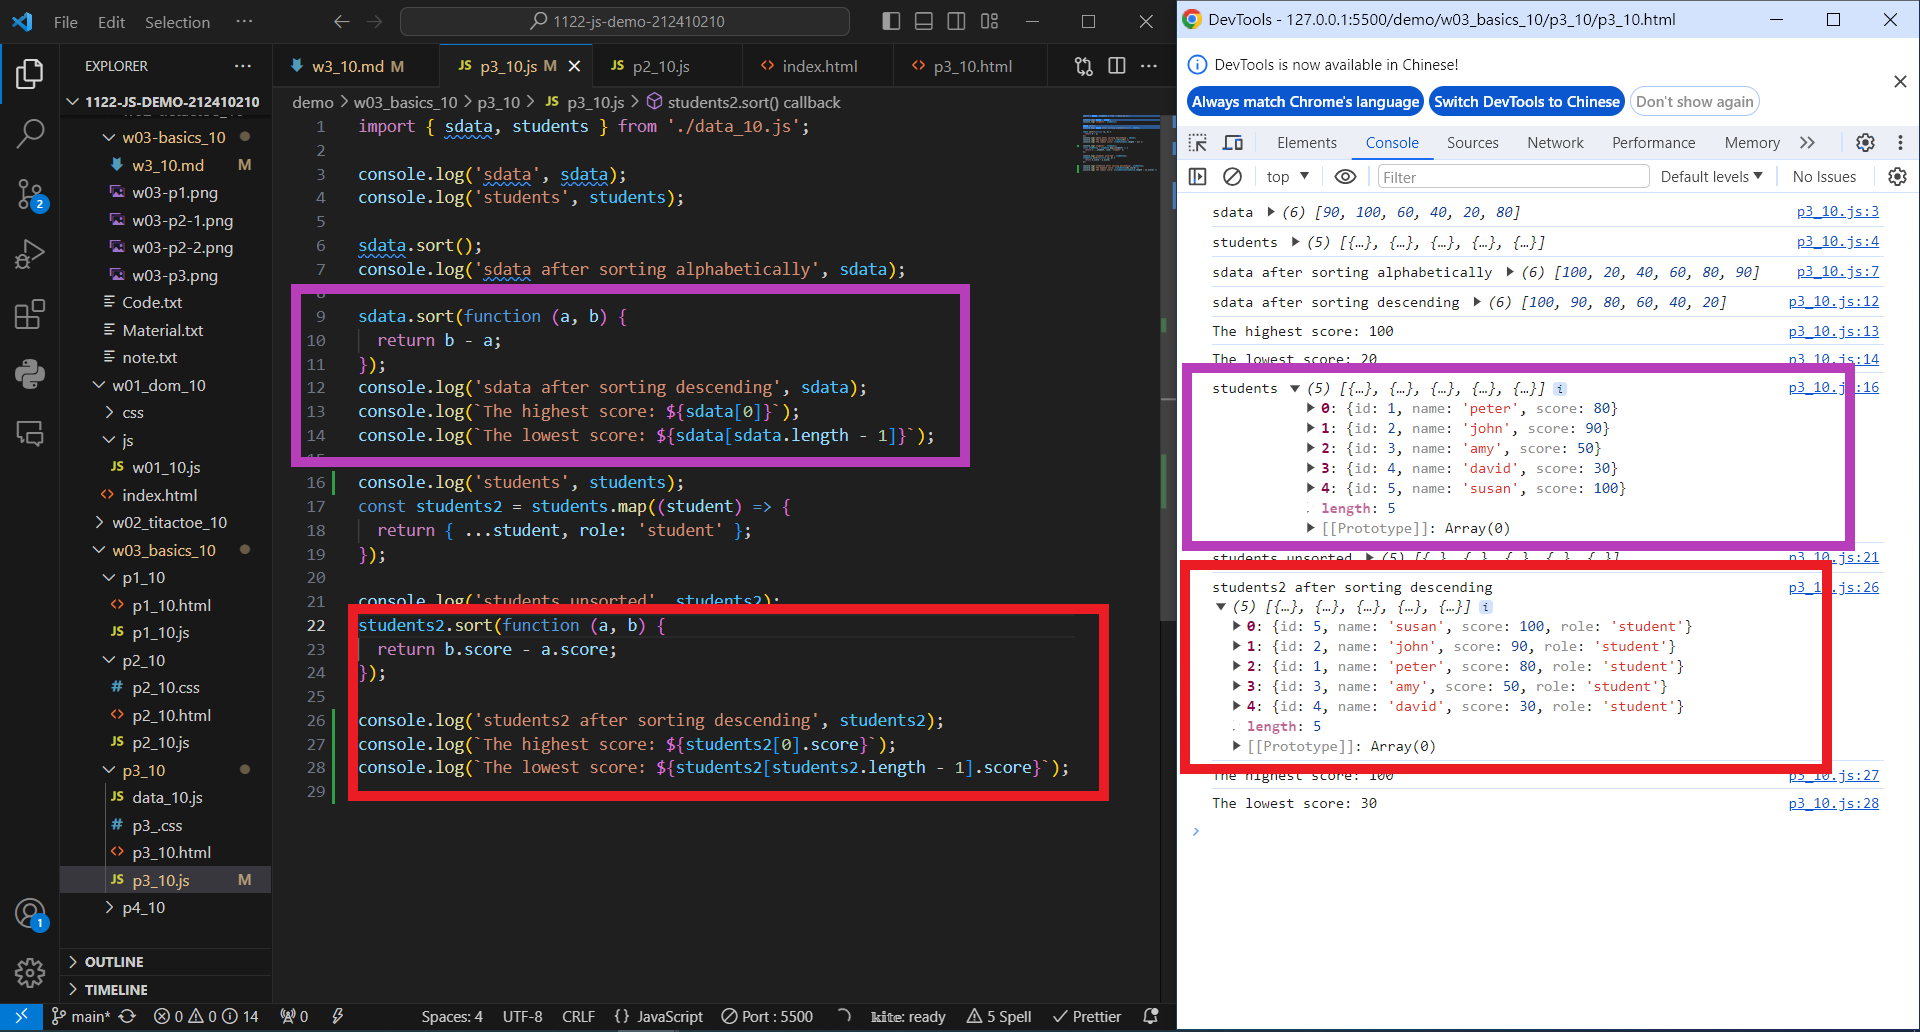 File Edit Selection ···
1122-js-demo-212410210
EXPLORER ···
1122-JS-DEMO-212410210
w03-basics_10
w3_10.md M
w03-p1.png
w03-p2-1.png
w03-p2-2.png
w03-p3.png
Code.txt
Material.txt
note.txt
w01_dom_10
css
js
JS w01_10.js
index.html
w02_titactoe_10
w03_basics_10
p1_10
p1_10.html
JS p1_10.js
p2_10
# p2_10.css
p2_10.html
JS p2_10.js
p3_10
JS data_10.js
# p3_.css
p3_10.html
JS p3_10.js M
p4_10
OUTLINE
TIMELINE
2
1
w3_10.md M
JS p3_10.js M
JS p2_10.js
index.html
p3_10.html
demo > w03_basics_10 > p3_10 > JS p3_10.js > students2.sort() callback
1 import { sdata, students } from './data_10.js';
2
3 console.log('sdata', sdata);
4 console.log('students', students);
5
6 sdata.sort();
7 console.log('sdata after sorting alphabetically', sdata);
8
9 sdata.sort(function (a, b) {
10 return b - a;
11 });
12 console.log('sdata after sorting descending', sdata);
13 console.log(`The highest score: ${sdata[0]}`);
14 console.log(`The lowest score: ${sdata[sdata.length - 1]}`);
15
16 console.log('students', students);
17 const students2 = students.map((student) => {
18 return { ...student, role: 'student' };
19 });
20
21 console.log('students unsorted', students2);
22 students2.sort(function (a, b) {
23 return b.score - a.score;
24 });
25
26 console.log('students2 after sorting descending', students2);
27 console.log(`The highest score: ${students2[0].score}`);
28 console.log(`The lowest score: ${students2[students2.length - 1].score}`);
29
main* 0 0 14 0 Spaces: 4 UTF-8 CRLF {} JavaScript Port : 5500 kite: ready 5 Spell Prettier
DevTools - 127.0.0.1:5500/demo/w03_basics_10/p3_10/p3_10.html
DevTools is now available in Chinese!
Always match Chrome's language Switch DevTools to Chinese Don't show again
Elements Console Sources Network Performance Memory
top Filter Default levels No Issues
sdata (6) [90, 100, 60, 40, 20, 80] p3_10.js:3
students (5) [{…}, {…}, {…}, {…}, {…}] p3_10.js:4
sdata after sorting alphabetically (6) [100, 20, 40, 60, 80, 90] p3_10.js:7
sdata after sorting descending (6) [100, 90, 80, 60, 40, 20] p3_10.js:12
The highest score: 100 p3_10.js:13
The lowest score: 20 p3_10.js:14
students (5) [{…}, {…}, {…}, {…}, {…}] i p3_10.js:16
0: {id: 1, name: 'peter', score: 80}
1: {id: 2, name: 'john', score: 90}
2: {id: 3, name: 'amy', score: 50}
3: {id: 4, name: 'david', score: 30}
4: {id: 5, name: 'susan', score: 100}
length: 5
[[Prototype]]: Array(0)
students unsorted (5) [{…}, {…}, {…}, {…}, {…}] p3_10.js:21
students2 after sorting descending p3_10.js:26
(5) [{…}, {…}, {…}, {…}, {…}] i
0: {id: 5, name: 'susan', score: 100, role: 'student'}
1: {id: 2, name: 'john', score: 90, role: 'student'}
2: {id: 1, name: 'peter', score: 80, role: 'student'}
3: {id: 3, name: 'amy', score: 50, role: 'student'}
4: {id: 4, name: 'david', score: 30, role: 'student'}
length: 5
[[Prototype]]: Array(0)
The highest score: 100 p3_10.js:27
The lowest score: 30 p3_10.js:28